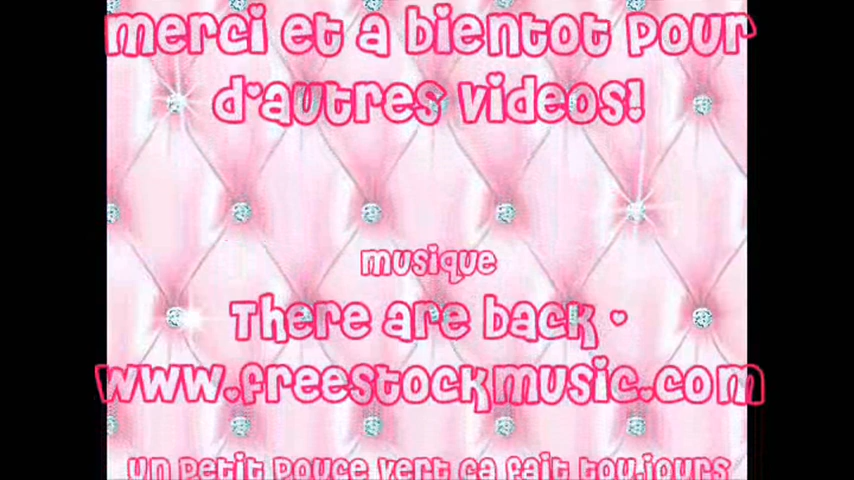 merci et a bientot pour
d'autres videos!
musique
There are back -
www.freestockmusic.com
un petit pouce vert ça fait toujours